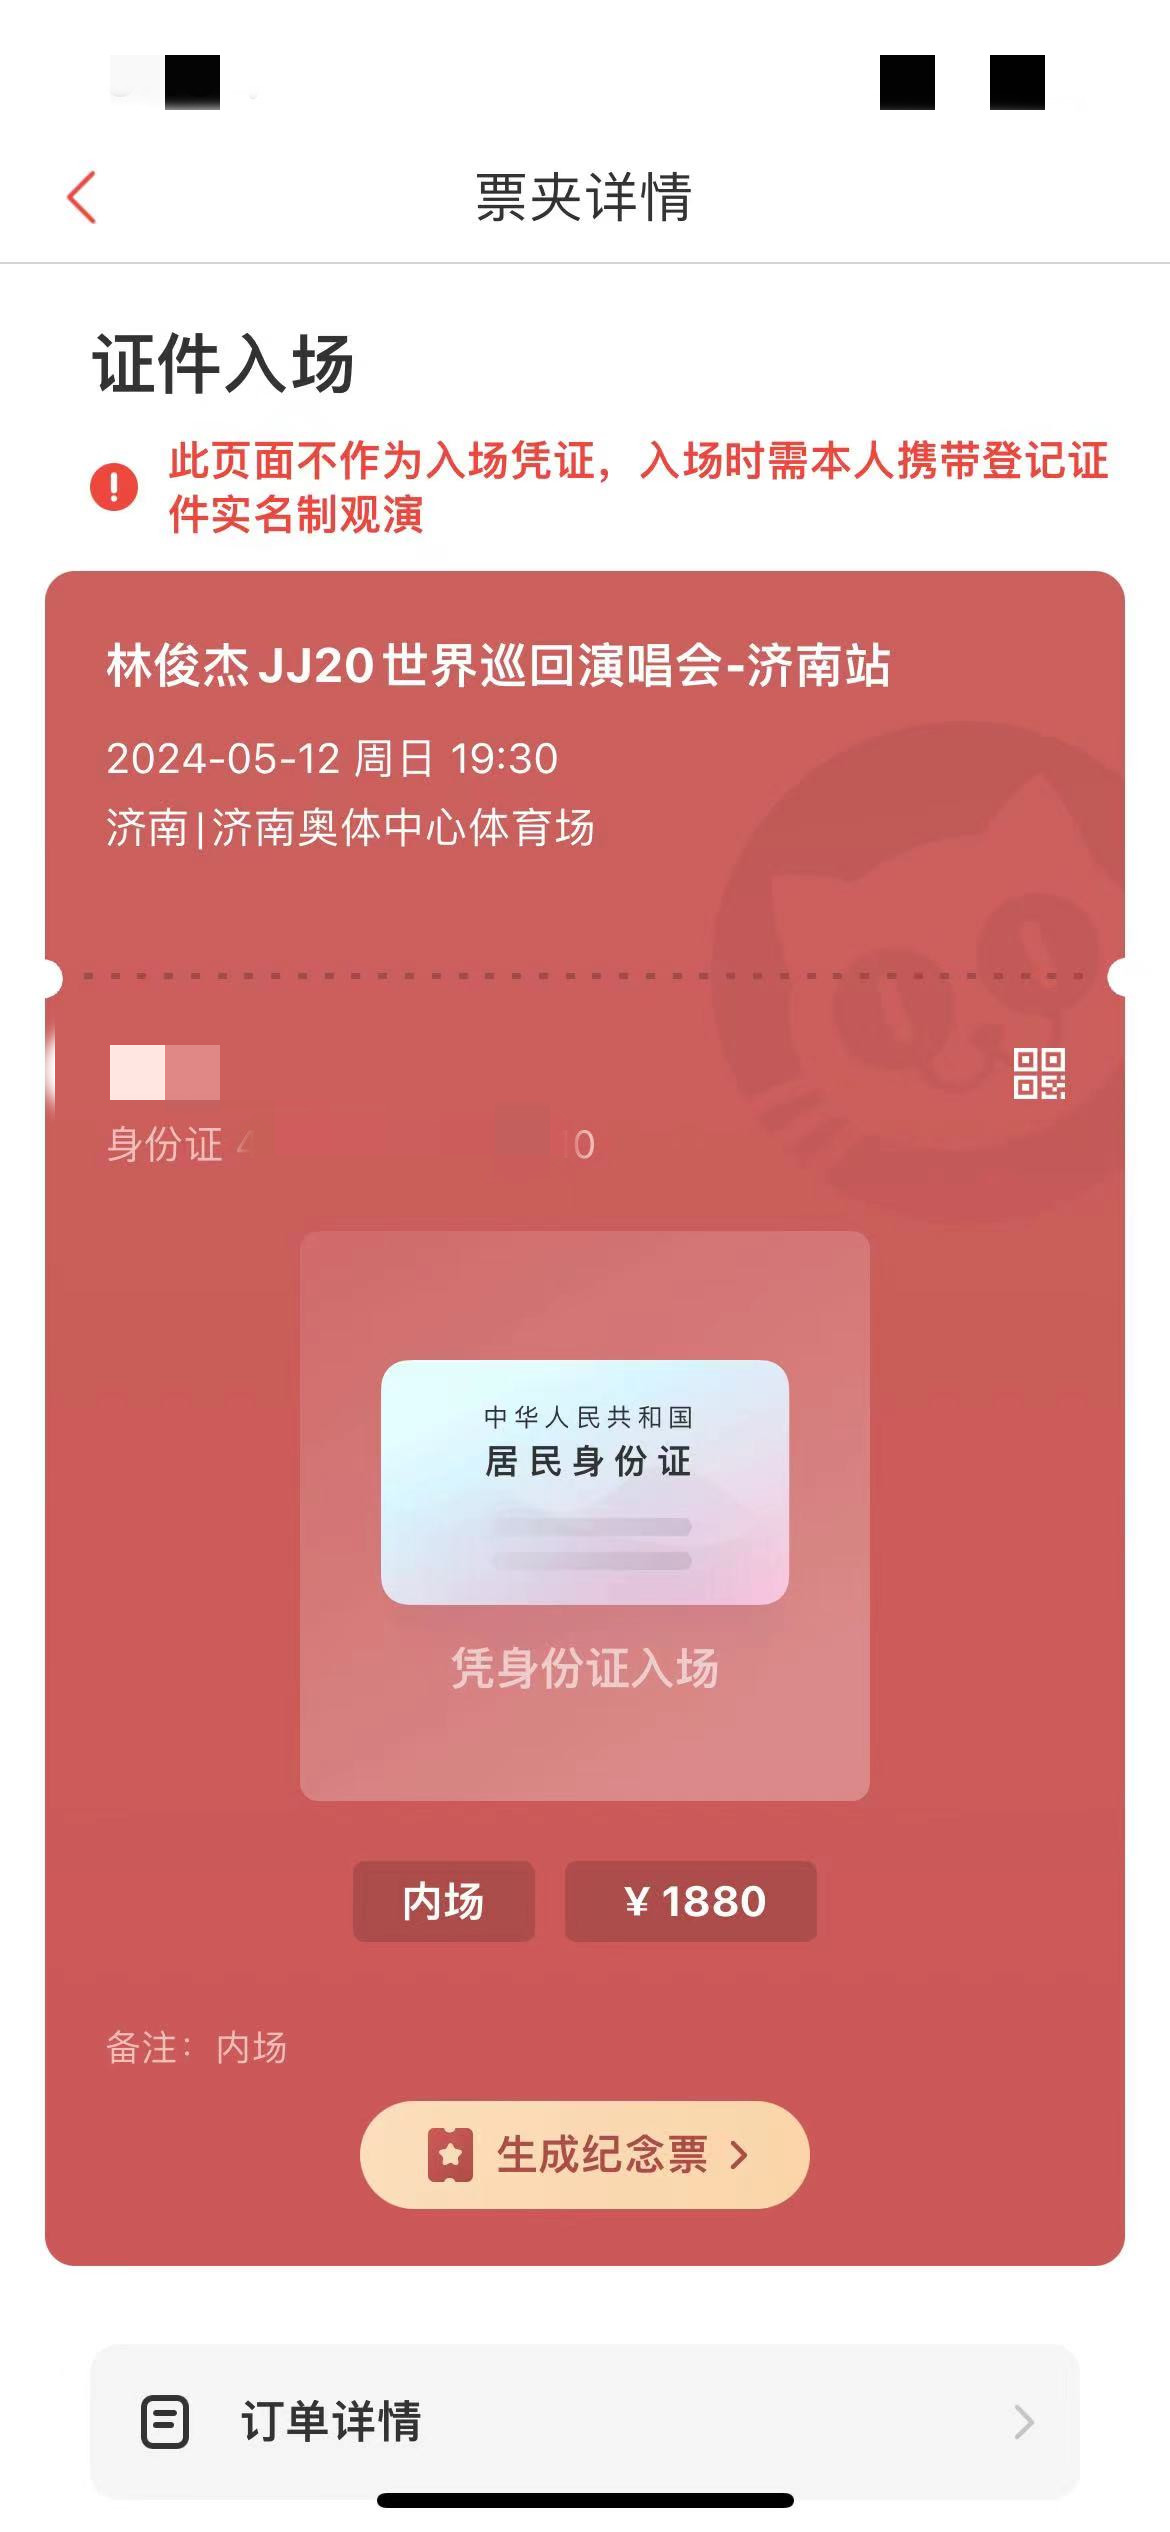 票夹详情
证件入场
此页面不作为入场凭证，入场时需本人携带登记证
件实名制观演
林俊杰JJ20世界巡回演唱会-济南站
2024-05-12 周日 19:30
济南|济南奥体中心体育场
身份证 4 0
中华人民共和国
居民身份证
凭身份证入场
内场 ¥ 1880
备注：内场
生成纪念票
订单详情